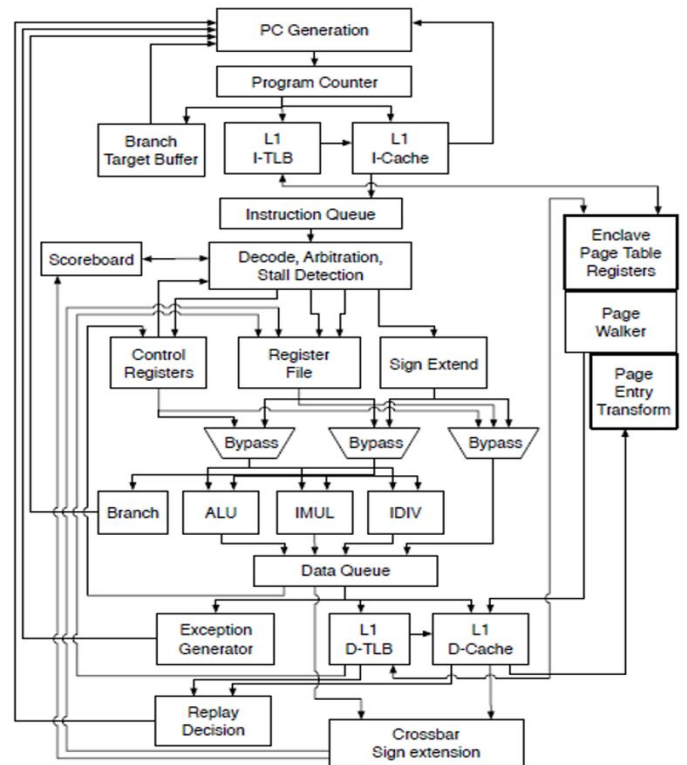 PC Generation
Program Counter
Branch
Target Buffer
L1
I-TLB
L1
I-Cache
Instruction Queue
Scoreboard
Decode, Arbitration,
Stall Detection
Enclave
Page Table
Registers
Page
Walker
Page
Entry
Transform
Control
Registers
Register
File
Sign Extend
Bypass
Bypass
Bypass
Branch
ALU
IMUL
IDIV
Data Queue
Exception
Generator
L1
D-TLB
L1
D-Cache
Replay
Decision
Crossbar
Sign extension